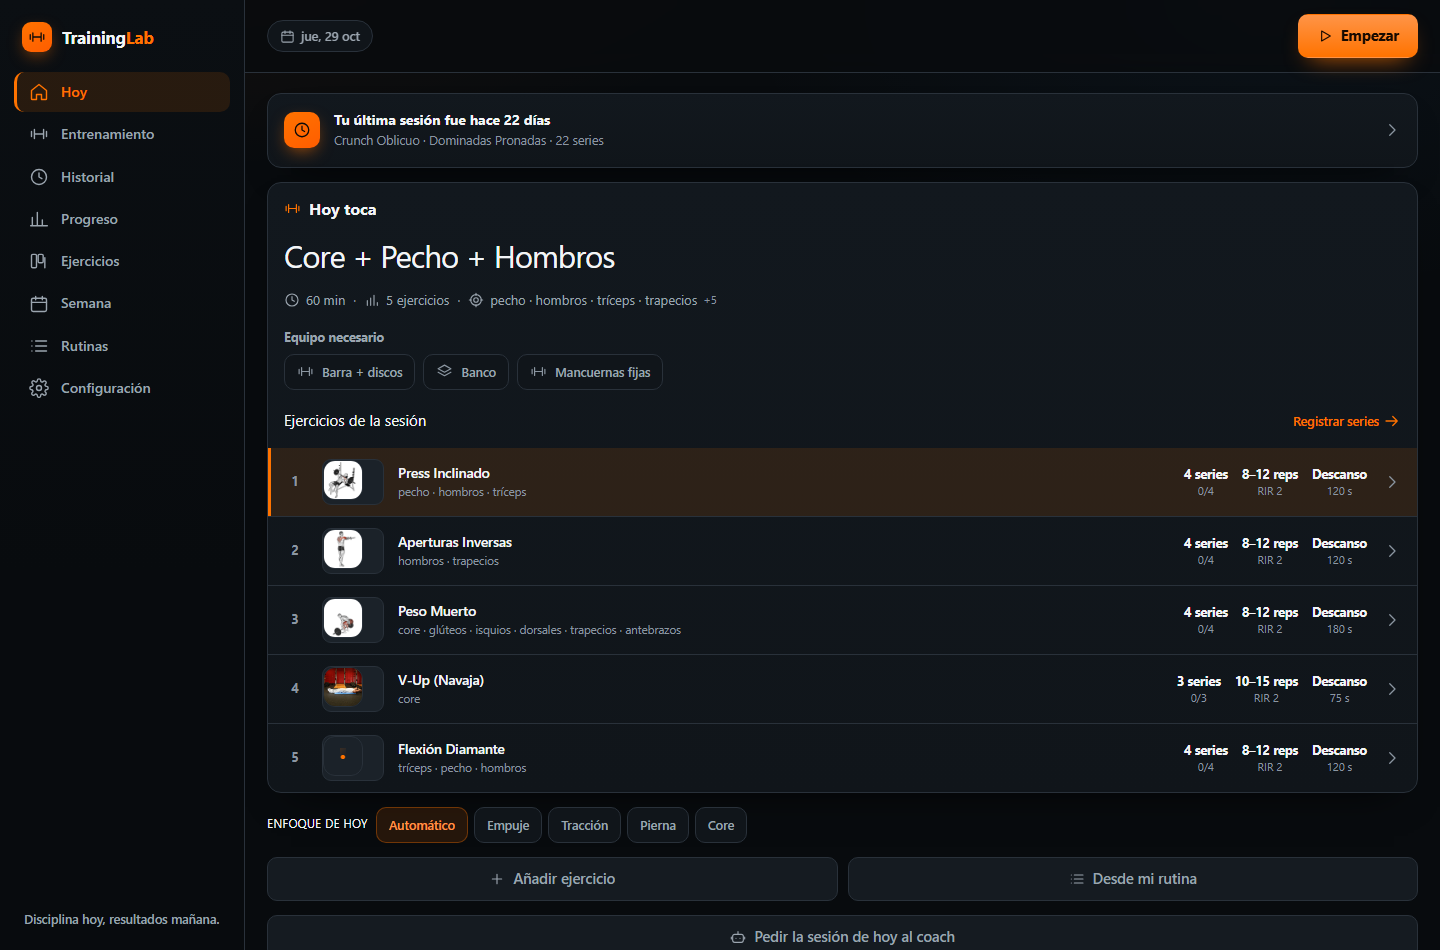 TrainingLab
Hoy
Entrenamiento
Historial
Progreso
Ejercicios
Semana
Rutinas
Configuración
Disciplina hoy, resultados mañana.
jue, 29 oct
Empezar
Tu última sesión fue hace 22 días
Crunch Oblicuo · Dominadas Pronadas · 22 series
Hoy toca
Core + Pecho + Hombros
60 min · 5 ejercicios · pecho · hombros · tríceps · trapecios +5
Equipo necesario
Barra + discos Banco Mancuernas fijas
Ejercicios de la sesión Registrar series →
1 Press Inclinado 4 series 8–12 reps Descanso
pecho · hombros · tríceps 0/4 RIR 2 120 s
2 Aperturas Inversas 4 series 8–12 reps Descanso
hombros · trapecios 0/4 RIR 2 120 s
3 Peso Muerto 4 series 8–12 reps Descanso
core · glúteos · isquios · dorsales · trapecios · antebrazos 0/4 RIR 2 180 s
4 V-Up (Navaja) 3 series 10–15 reps Descanso
core 0/3 RIR 2 75 s
5 Flexión Diamante 4 series 8–12 reps Descanso
tríceps · pecho · hombros 0/4 RIR 2 120 s
ENFOQUE DE HOY Automático Empuje Tracción Pierna Core
Añadir ejercicio Desde mi rutina
Pedir la sesión de hoy al coach